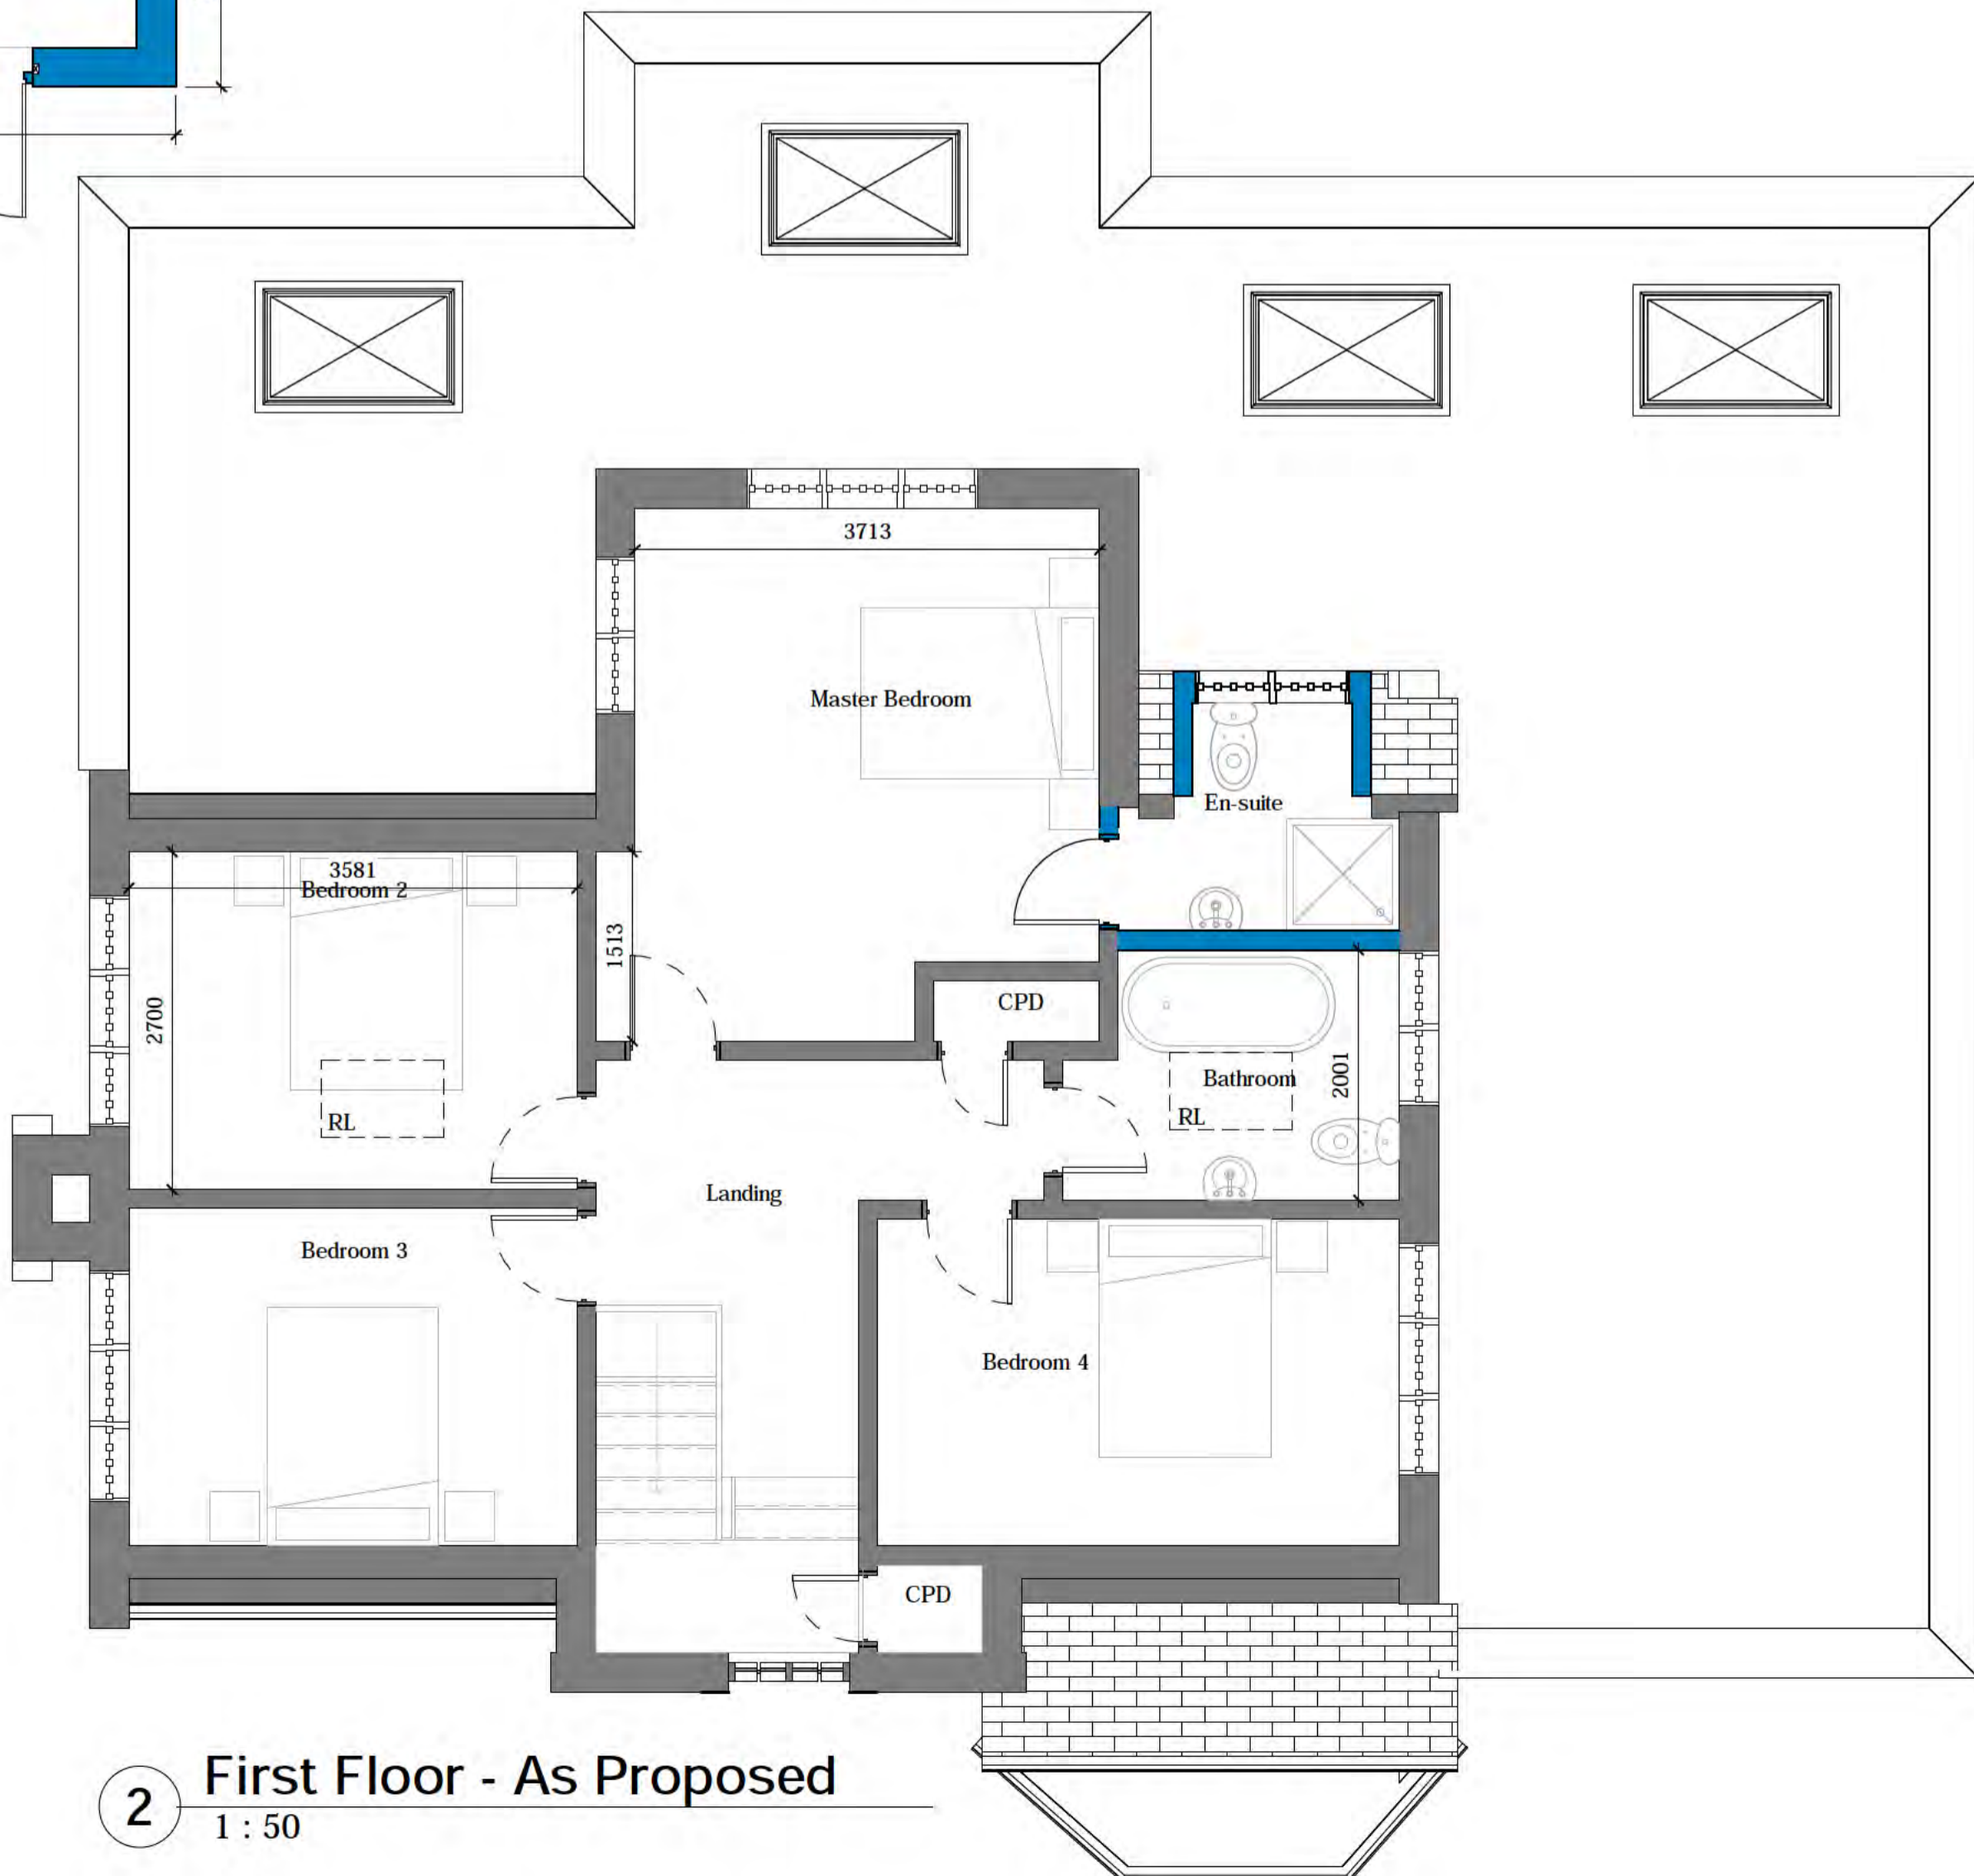 3713
Master Bedroom
En-suite
3581
Bedroom 2
1513
CPD
2700
Bathroom
2001
RL
RL
Landing
Bedroom 3
Bedroom 4
CPD
2
First Floor - As Proposed
1 : 50